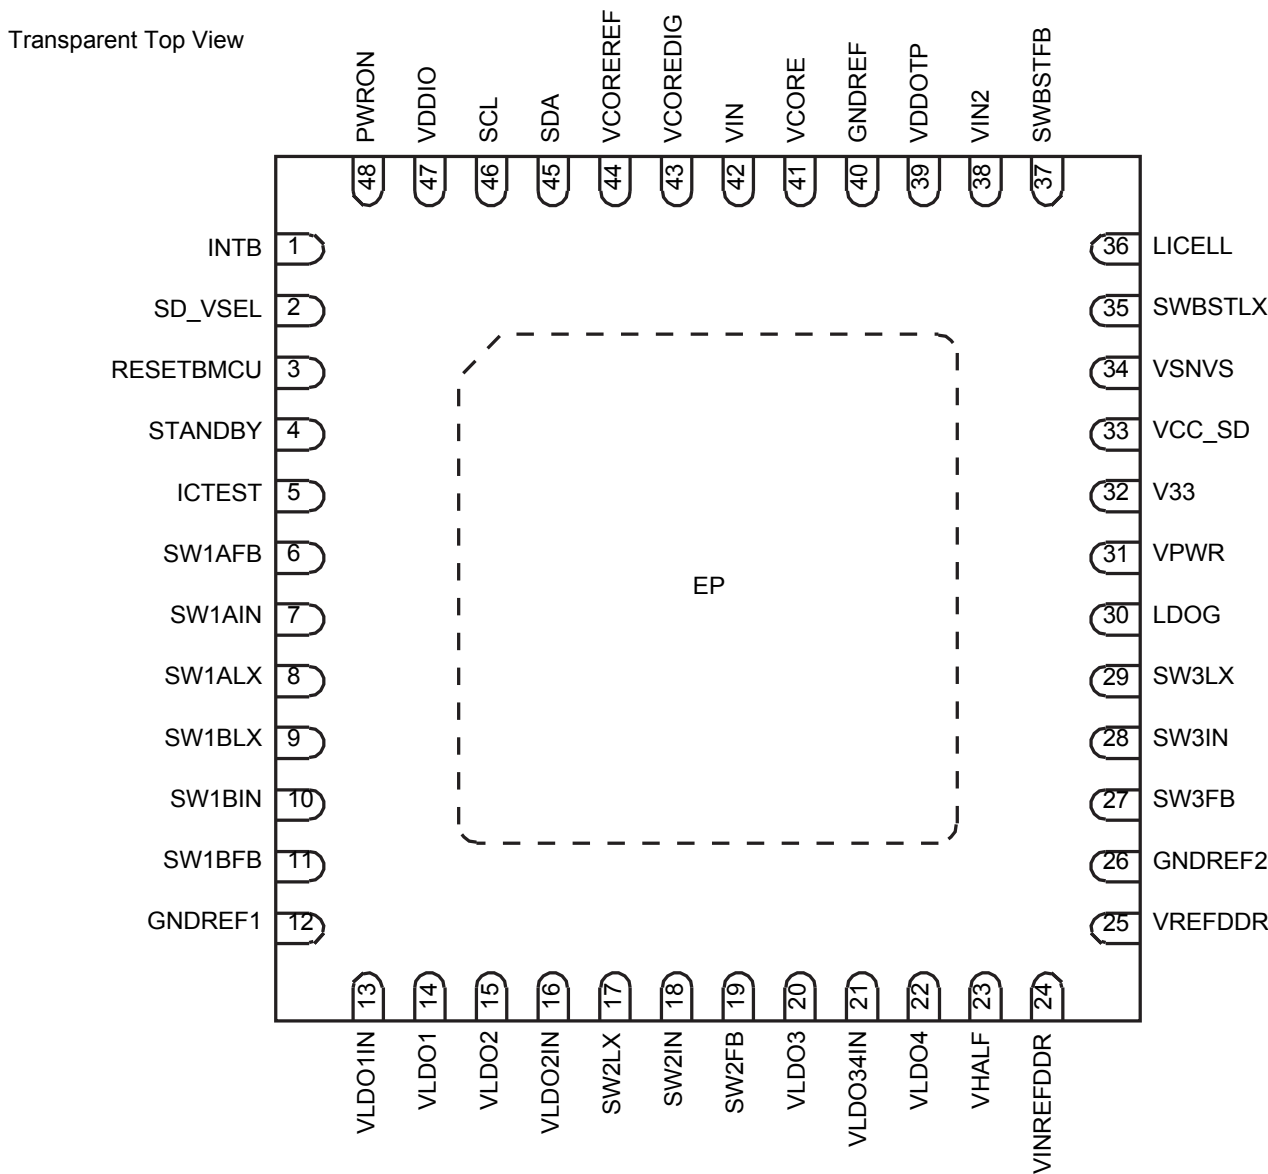 Transparent Top View
PWRON
VDDIO
SCL
SDA
VCOREREF
VCOREDIG
VIN
VCORE
GNDREF
VDDOTP
VIN2
SWBSTFB
48
47
46
45
44
43
42
41
40
39
38
37
INTB 1
SD_VSEL 2
RESETBMCU 3
STANDBY 4
ICTEST 5
SW1AFB 6
SW1AIN 7
SW1ALX 8
SW1BLX 9
SW1BIN 10
SW1BFB 11
GNDREF1 12
EP
36 LICELL
35 SWBSTLX
34 VSNVS
33 VCC_SD
32 V33
31 VPWR
30 LDOG
29 SW3LX
28 SW3IN
27 SW3FB
26 GNDREF2
25 VREFDDR
13
14
15
16
17
18
19
20
21
22
23
24
VLDO1IN
VLDO1
VLDO2
VLDO2IN
SW2LX
SW2IN
SW2FB
VLDO3
VLDO34IN
VLDO4
VHALF
VINREFDDR